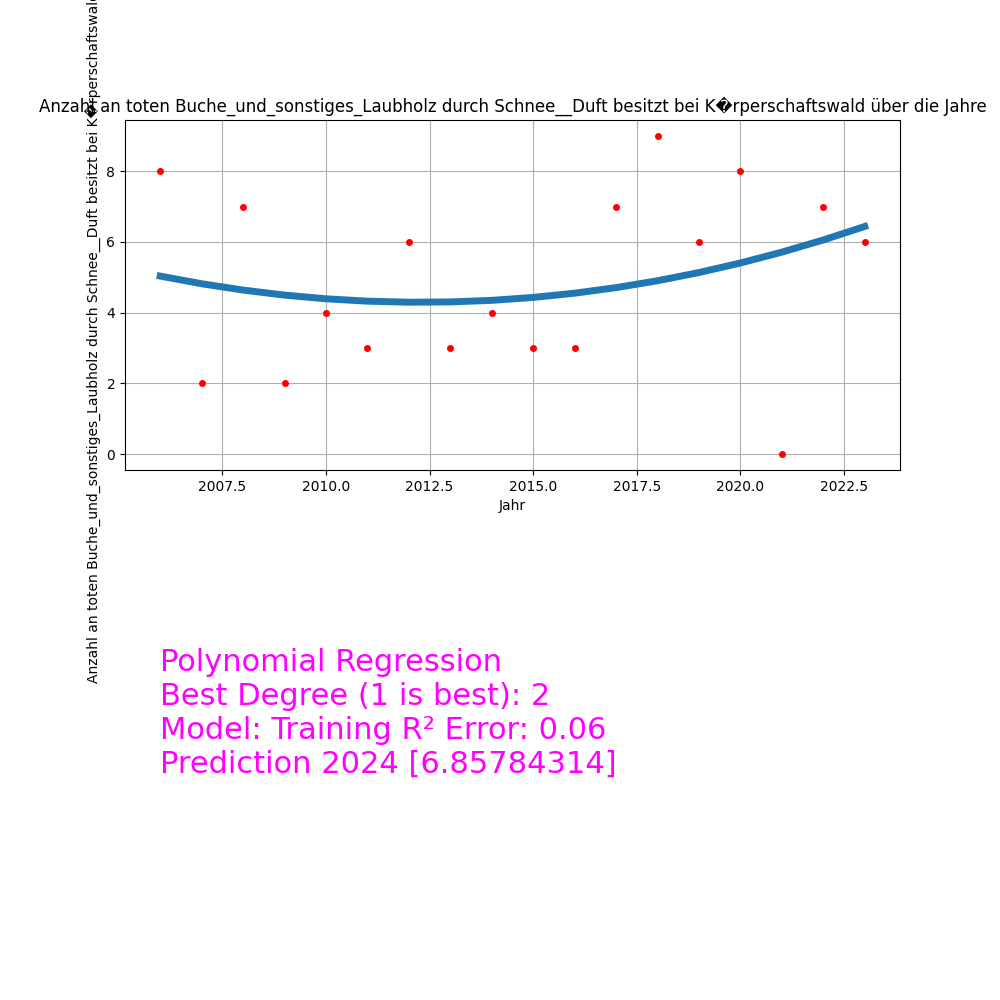 Anzahl an toten Buche_und_sonstiges_Laubholz durch Schnee__Duft besitzt bei K�rperschaftswald über die Jahre
Anzahl an toten Buche_und_sonstiges_Laubholz durch Schnee__Duft besitzt bei K�rperschaftswald
8
6
4
2
0
2007.5 2010.0 2012.5 2015.0 2017.5 2020.0 2022.5
Jahr
Polynomial Regression
Best Degree (1 is best): 2
Model: Training R² Error: 0.06
Prediction 2024 [6.85784314]